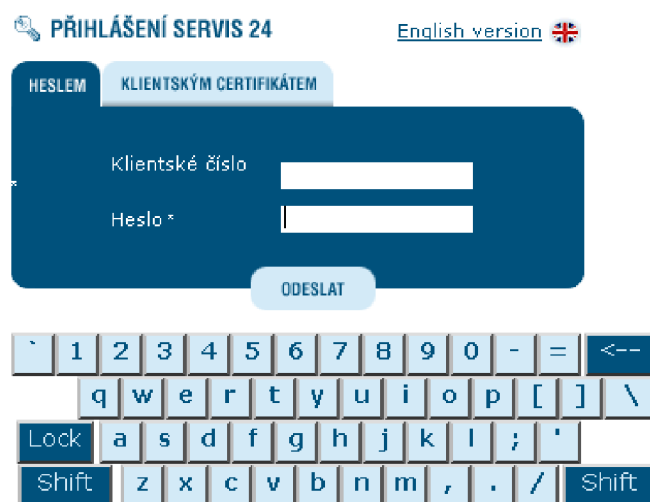 PŘIHLÁŠENÍ SERVIS 24
English version
HESLEM
KLIENTSKÝM CERTIFIKÁTEM
Klientské číslo
*
Heslo *
ODESLAT
` 1 2 3 4 5 6 7 8 9 0 - = <--
q w e r t y u i o p [ ] \
Lock a s d f g h j k l ; '
Shift z x c v b n m , . / Shift